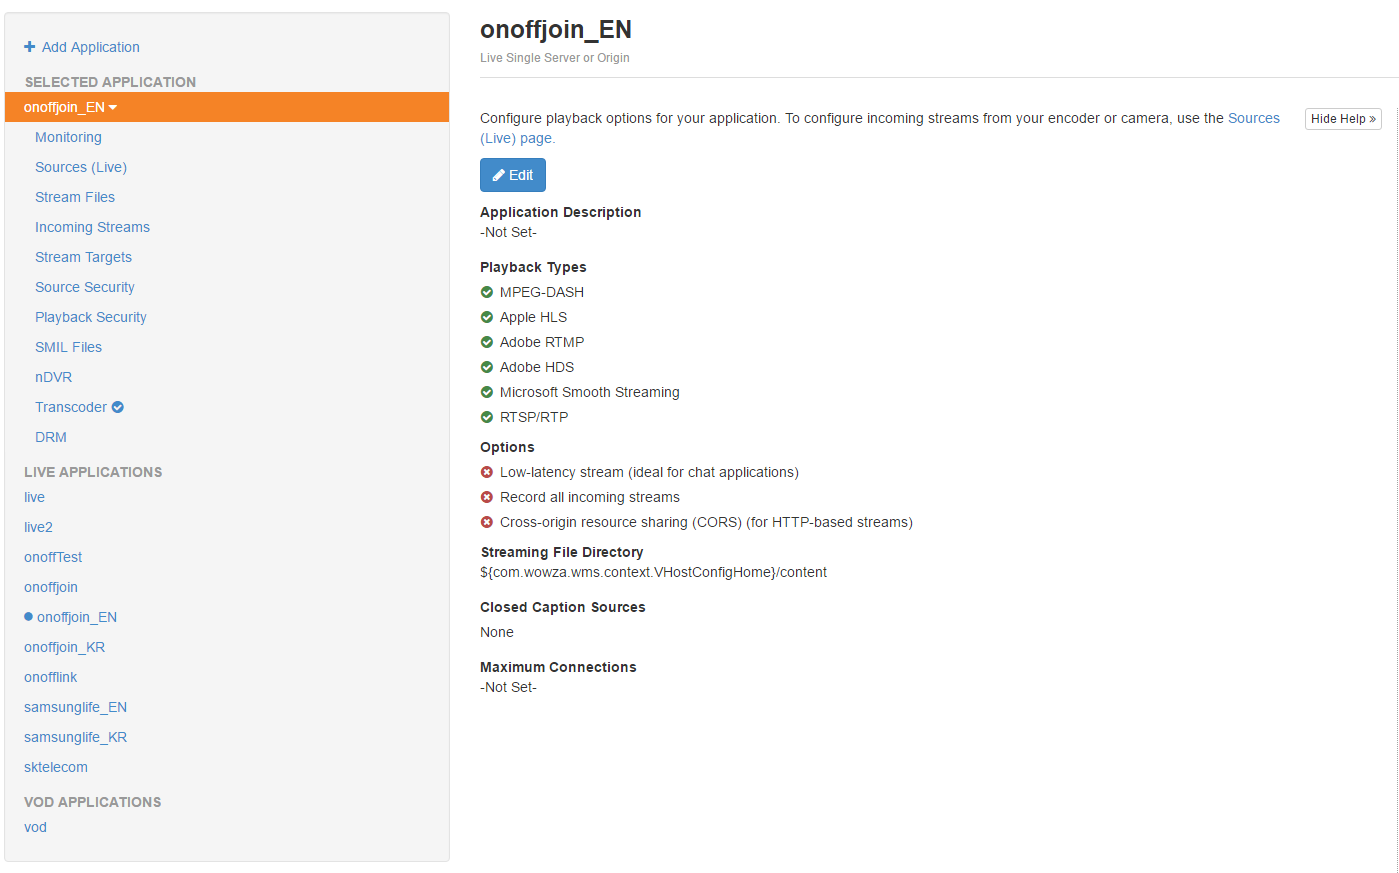 Add Application
SELECTED APPLICATION
onoffjoin_EN
Monitoring
Sources (Live)
Stream Files
Incoming Streams
Stream Targets
Source Security
Playback Security
SMIL Files
nDVR
Transcoder
DRM
LIVE APPLICATIONS
live
live2
onoffTest
onoffjoin
onoffjoin_EN
onoffjoin_KR
onofflink
samsunglife_EN
samsunglife_KR
sktelecom
VOD APPLICATIONS
vod
onoffjoin_EN
Live Single Server or Origin
Configure playback options for your application. To configure incoming streams from your encoder or camera, use the Sources
(Live) page.
Hide Help »
Edit
Application Description
-Not Set-
Playback Types
MPEG-DASH
Apple HLS
Adobe RTMP
Adobe HDS
Microsoft Smooth Streaming
RTSP/RTP
Options
Low-latency stream (ideal for chat applications)
Record all incoming streams
Cross-origin resource sharing (CORS) (for HTTP-based streams)
Streaming File Directory
${com.wowza.wms.context.VHostConfigHome}/content
Closed Caption Sources
None
Maximum Connections
-Not Set-